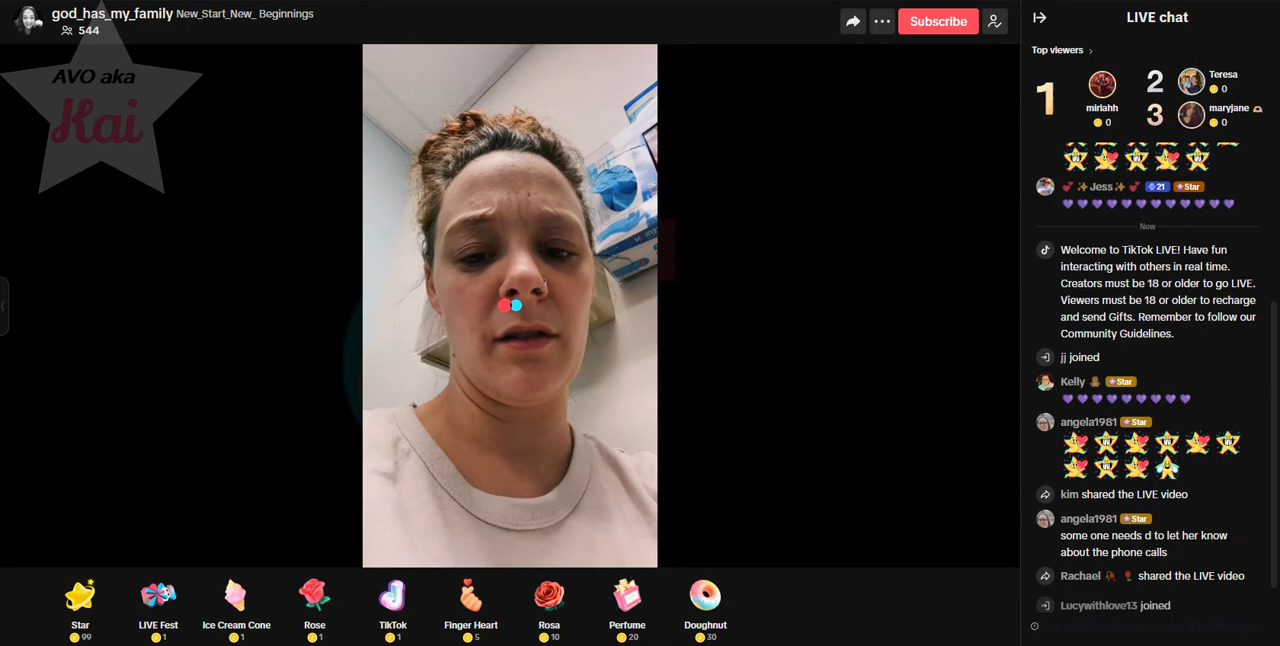 god_has_my_family New_Start_New_ Beginnings
544
Subscribe
AVO aka
Kai
LIVE chat
Top viewers
1
miriahh
0
2
Teresa
0
3
maryjane
0
Jess 21 Star
Now
Welcome to TikTok LIVE! Have fun
interacting with others in real time.
Creators must be 18 or older to go LIVE.
Viewers must be 18 or older to recharge
and send Gifts. Remember to follow our
Community Guidelines.
jj joined
Kelly Star
angela1981 Star
kim shared the LIVE video
angela1981 Star
some one needs d to let her know
about the phone calls
Rachael shared the LIVE video
Lucywithlove13 joined
Star
99
LIVE Fest
1
Ice Cream Cone
1
Rose
1
TikTok
1
Finger Heart
5
Rosa
10
Perfume
20
Doughnut
30